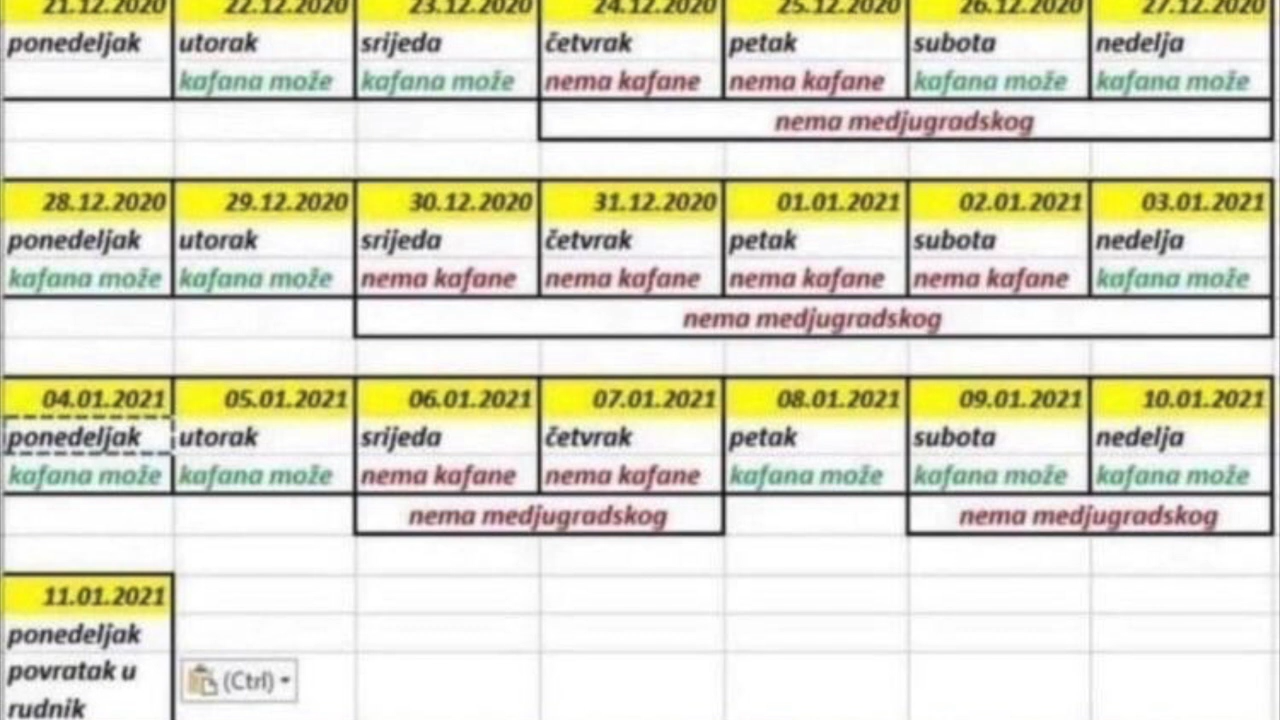 21.12.2020 22.12.2020 23.12.2020 24.12.2020 25.12.2020 26.12.2020 27.12.2020
ponedeljak utorak srijeda četvrak petak subota nedelja
kafana može kafana može nema kafane nema kafane kafana može kafana može
nema medjugradskog
28.12.2020 29.12.2020 30.12.2020 31.12.2020 01.01.2021 02.01.2021 03.01.2021
ponedeljak utorak srijeda četvrak petak subota nedelja
kafana može kafana može nema kafane nema kafane nema kafane nema kafane kafana može
nema medjugradskog
04.01.2021 05.01.2021 06.01.2021 07.01.2021 08.01.2021 09.01.2021 10.01.2021
ponedeljak utorak srijeda četvrak petak subota nedelja
kafana može kafana može nema kafane nema kafane kafana može kafana može kafana može
nema medjugradskog nema medjugradskog
11.01.2021
ponedeljak
povratak u
(Ctrl)
rudnik